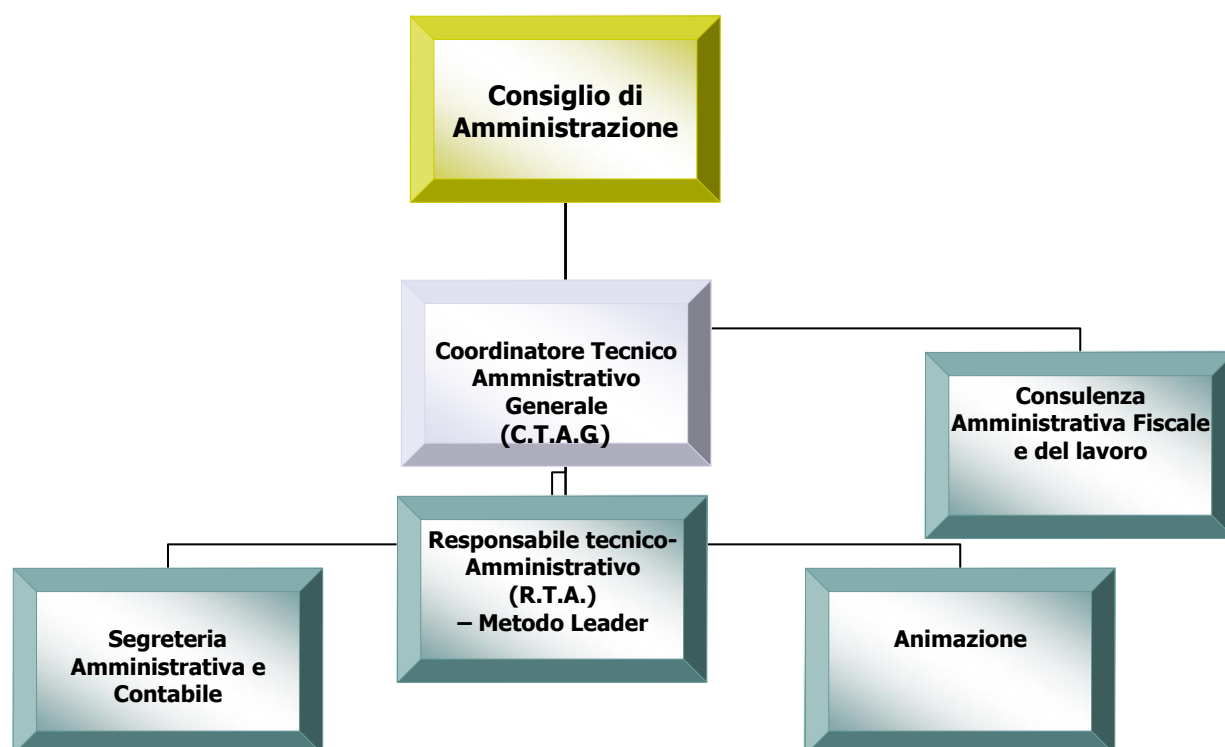 Consiglio di
Amministrazione
Coordinatore Tecnico
Ammnistrativo
Generale
(C.T.A.G.)
Consulenza
Amministrativa Fiscale
e del lavoro
Responsabile tecnico-
Amministrativo
(R.T.A.)
– Metodo Leader
Segreteria
Amministrativa e
Contabile
Animazione